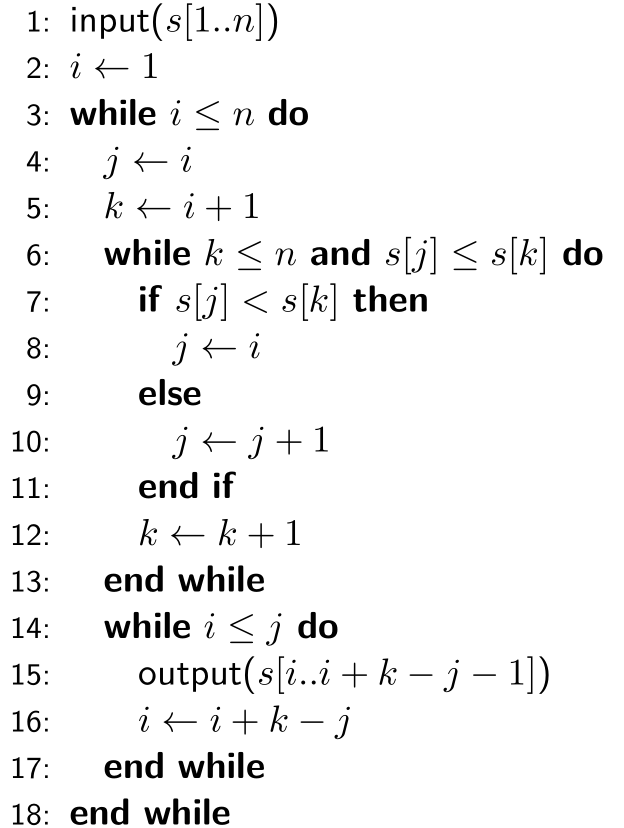 1: input(s[1..n])
2: i ← 1
3: while i ≤ n do
4: j ← i
5: k ← i + 1
6: while k ≤ n and s[j] ≤ s[k] do
7: if s[j] < s[k] then
8: j ← i
9: else
10: j ← j + 1
11: end if
12: k ← k + 1
13: end while
14: while i ≤ j do
15: output(s[i..i + k − j − 1])
16: i ← i + k − j
17: end while
18: end while